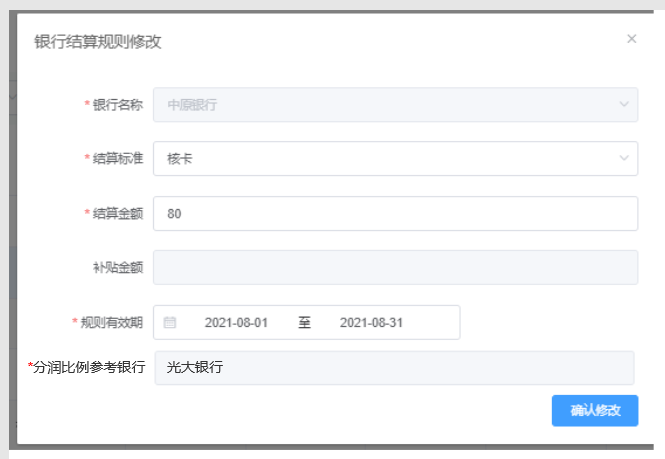 银行结算规则修改
* 银行名称 中原银行
* 结算标准 核卡
* 结算金额 80
补贴金额
* 规则有效期 2021-08-01 至 2021-08-31
*分润比例参考银行 光大银行
确认修改